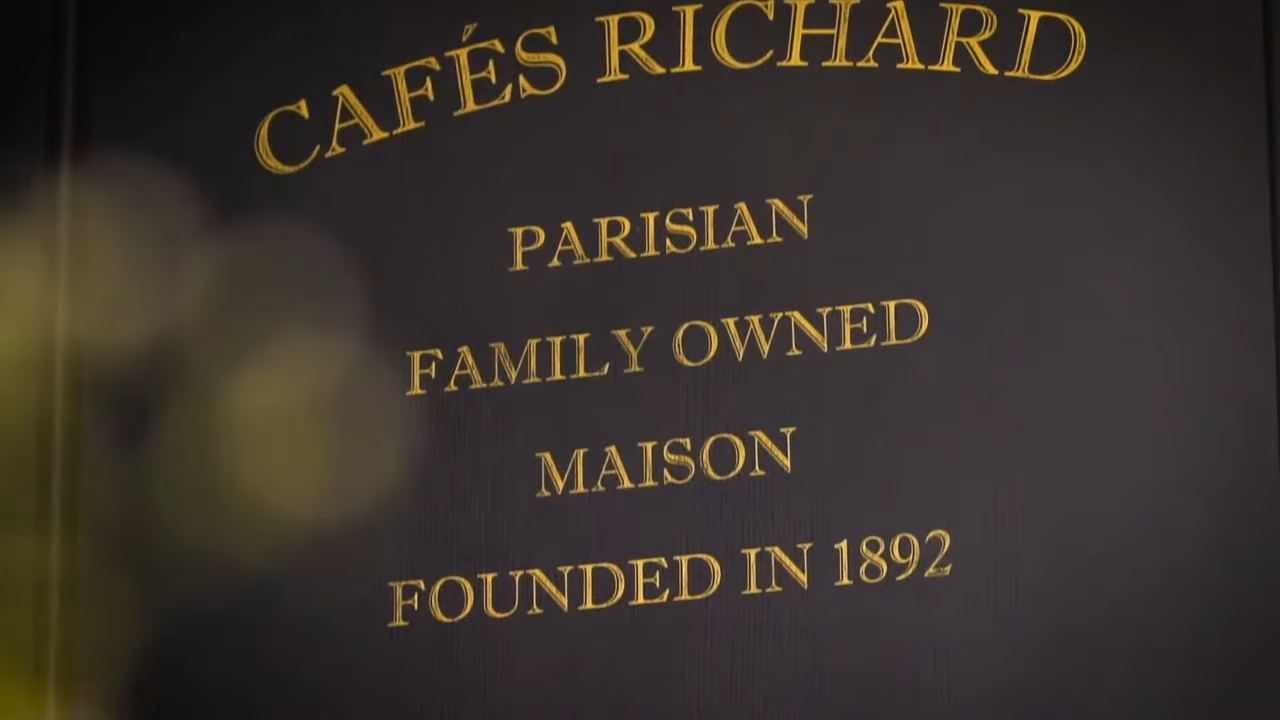 CAFÉS RICHARD
PARISIAN
FAMILY OWNED
MAISON
FOUNDED IN 1892